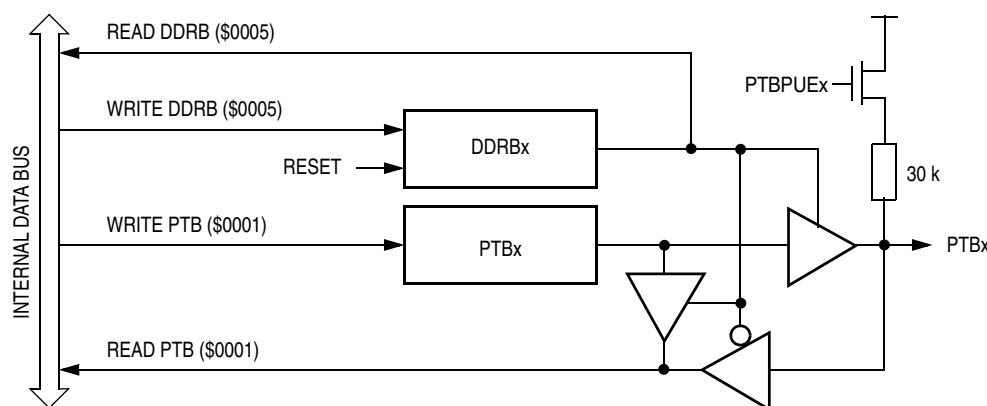 READ DDRB ($0005)
PTBPUEx
WRITE DDRB ($0005)
DDRBx
RESET
30 k
WRITE PTB ($0001)
PTBx
PTBx
READ PTB ($0001)
INTERNAL DATA BUS